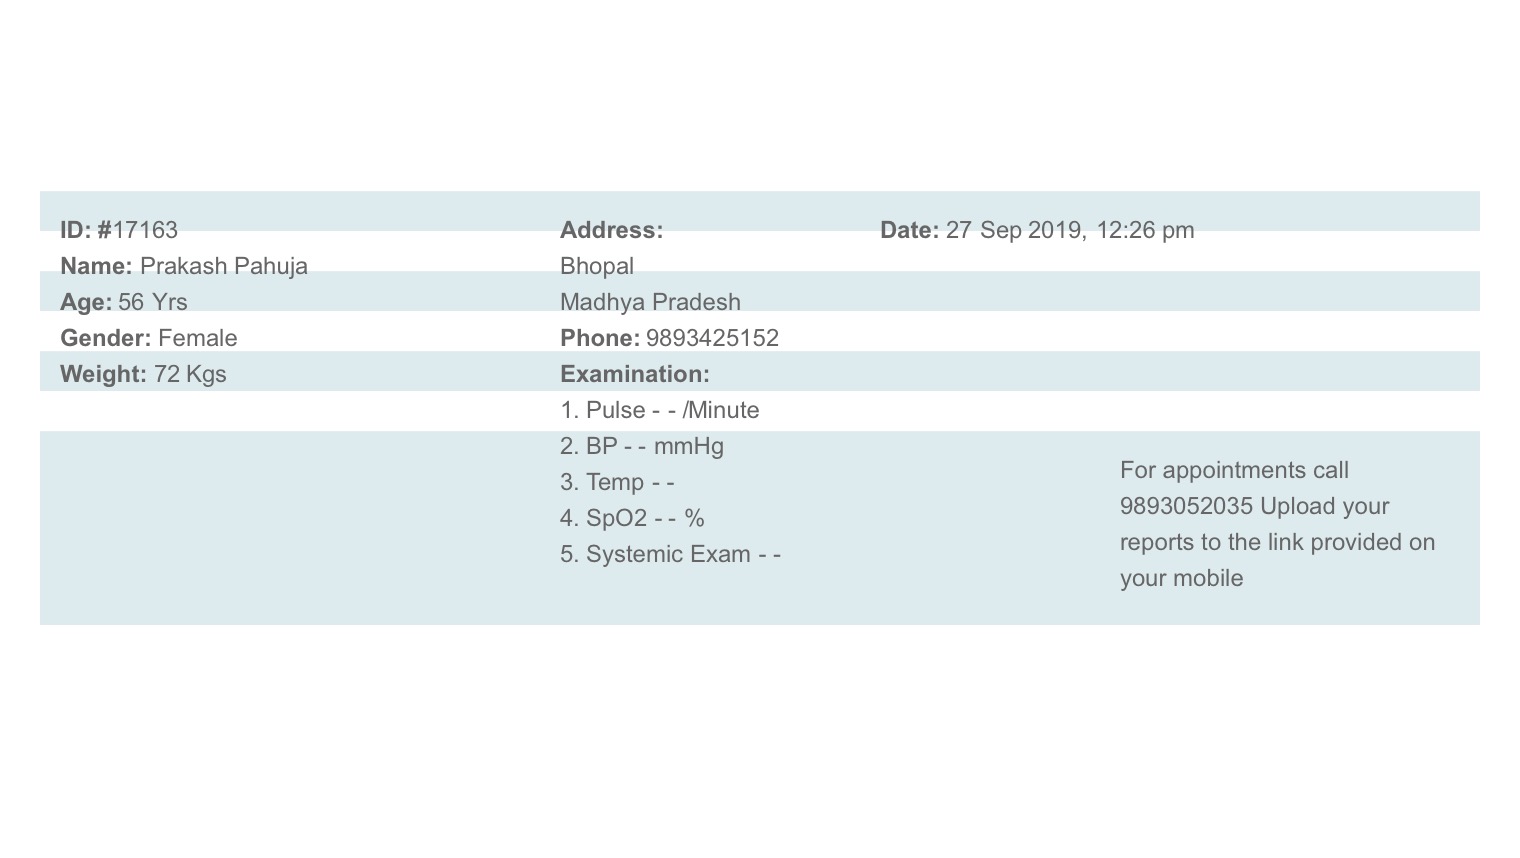 ID: #17163
Name: Prakash Pahuja
Age: 56 Yrs
Gender: Female
Weight: 72 Kgs
Address:
Bhopal
Madhya Pradesh
Phone: 9893425152
Examination:
1. Pulse - - /Minute
2. BP - - mmHg
3. Temp - -
4. SpO2 - - %
5. Systemic Exam - -
Date: 27 Sep 2019, 12:26 pm
For appointments call
9893052035 Upload your
reports to the link provided on
your mobile